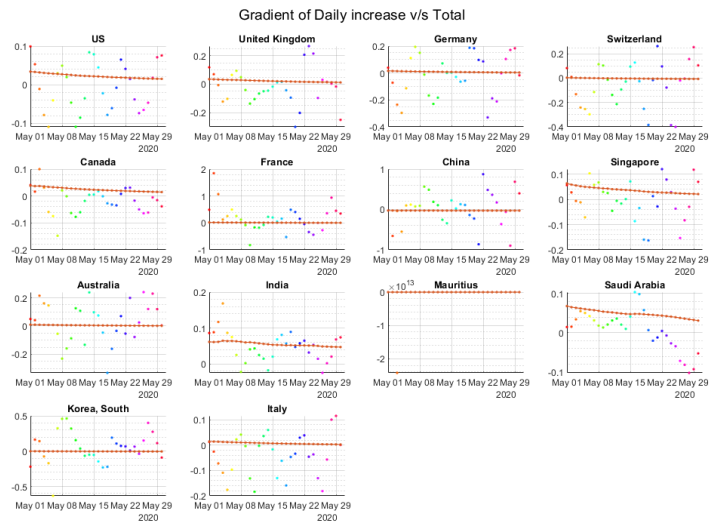 Gradient of Daily increase v/s Total
US
0.1
0
-0.1
May 01 May 08 May 15 May 22 May 29
2020
United Kingdom
0.2
0
-0.2
May 01 May 08 May 15 May 22 May 29
2020
Germany
0.2
0
-0.2
-0.4
May 01 May 08 May 15 May 22 May 29
2020
Switzerland
0.2
0
-0.2
-0.4
May 01 May 08 May 15 May 22 May 29
2020
Canada
0.1
0
-0.1
-0.2
May 01 May 08 May 15 May 22 May 29
2020
France
2
1
0
-1
May 01 May 08 May 15 May 22 May 29
2020
China
1
0
-1
May 01 May 08 May 15 May 22 May 29
2020
Singapore
0.1
0
-0.1
-0.2
May 01 May 08 May 15 May 22 May 29
2020
Australia
0.2
0
-0.2
May 01 May 08 May 15 May 22 May 29
2020
India
0.2
0.1
0
May 01 May 08 May 15 May 22 May 29
2020
Mauritius
× 10^13
0
-1
-2
May 01 May 08 May 15 May 22 May 29
2020
Saudi Arabia
0.1
0
-0.1
May 01 May 08 May 15 May 22 May 29
2020
Korea, South
0.5
0
-0.5
May 01 May 08 May 15 May 22 May 29
2020
Italy
0.1
0
-0.1
-0.2
May 01 May 08 May 15 May 22 May 29
2020